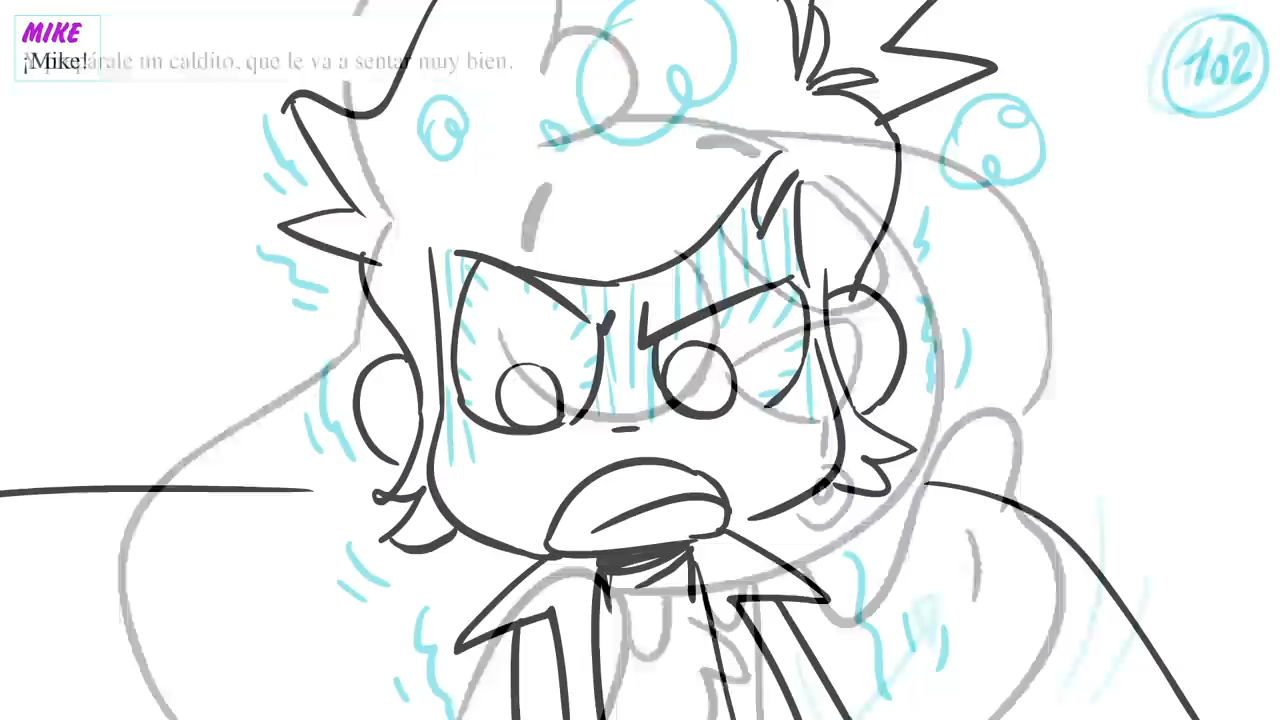 MIKE
¡Mike!
prepárale un caldito, que le va a sentar muy bien.
102